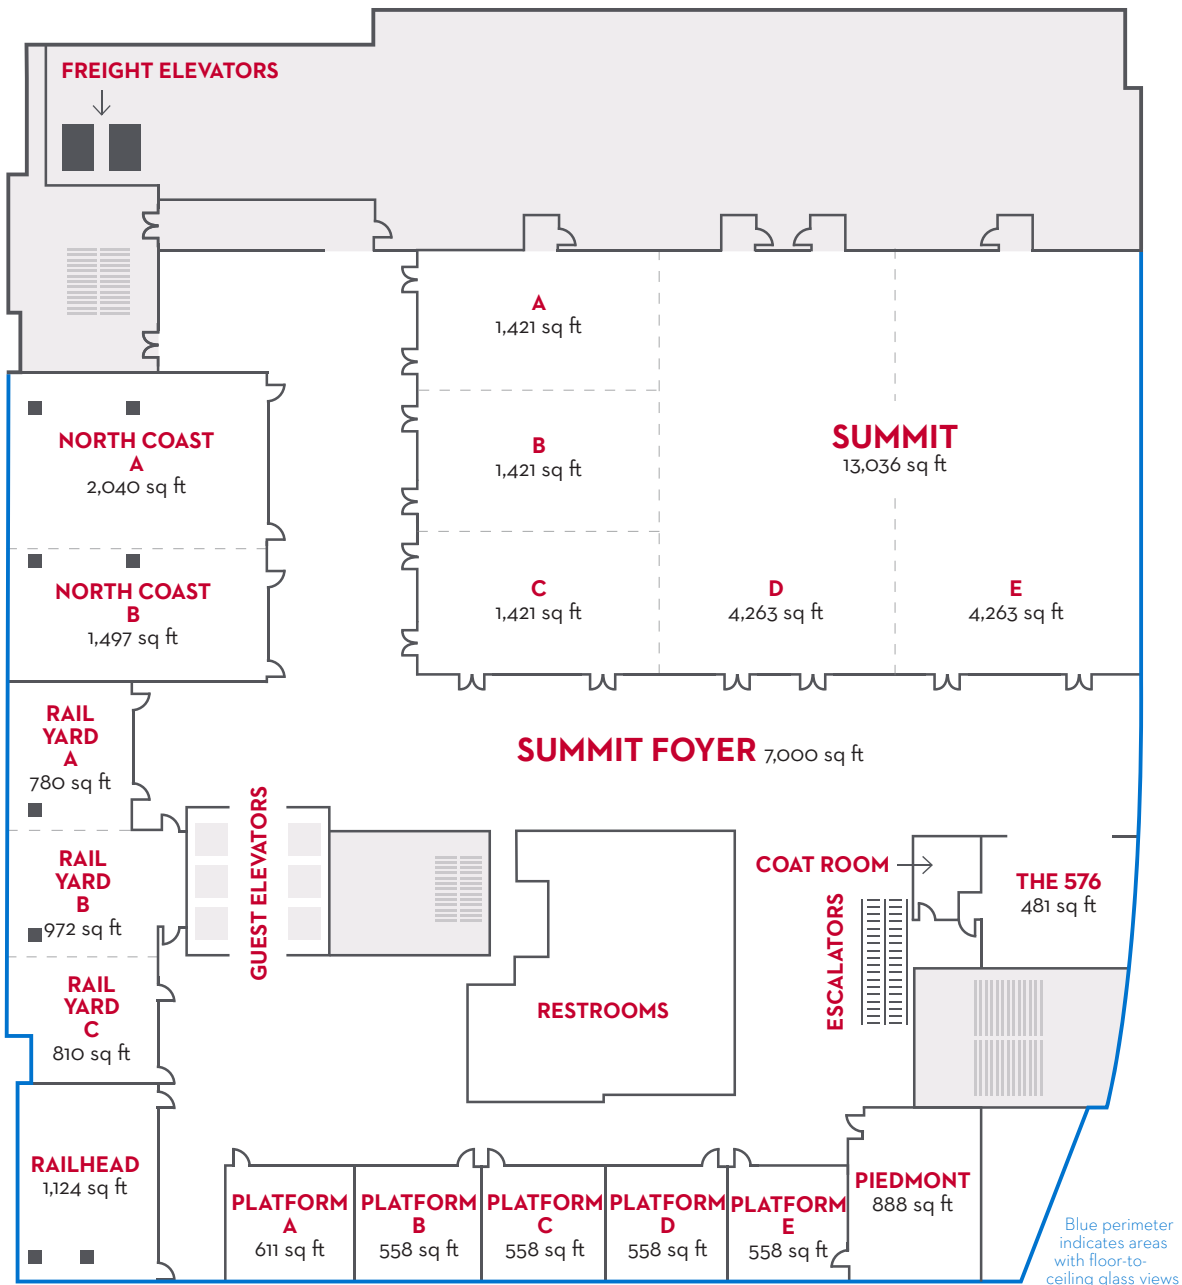 FREIGHT ELEVATORS
A
1,421 sq ft
NORTH COAST
A
2,040 sq ft
B
1,421 sq ft
SUMMIT
13,036 sq ft
NORTH COAST
B
1,497 sq ft
C
1,421 sq ft
D
4,263 sq ft
E
4,263 sq ft
RAIL
YARD
A
780 sq ft
SUMMIT FOYER 7,000 sq ft
GUEST ELEVATORS
RAIL
YARD
B
972 sq ft
COAT ROOM
THE 576
481 sq ft
ESCALATORS
RAIL
YARD
C
810 sq ft
RESTROOMS
RAILHEAD
1,124 sq ft
PLATFORM
A
611 sq ft
PLATFORM
B
558 sq ft
PLATFORM
C
558 sq ft
PLATFORM
D
558 sq ft
PLATFORM
E
558 sq ft
PIEDMONT
888 sq ft
Blue perimeter
indicates areas
with floor-to-
ceiling glass views